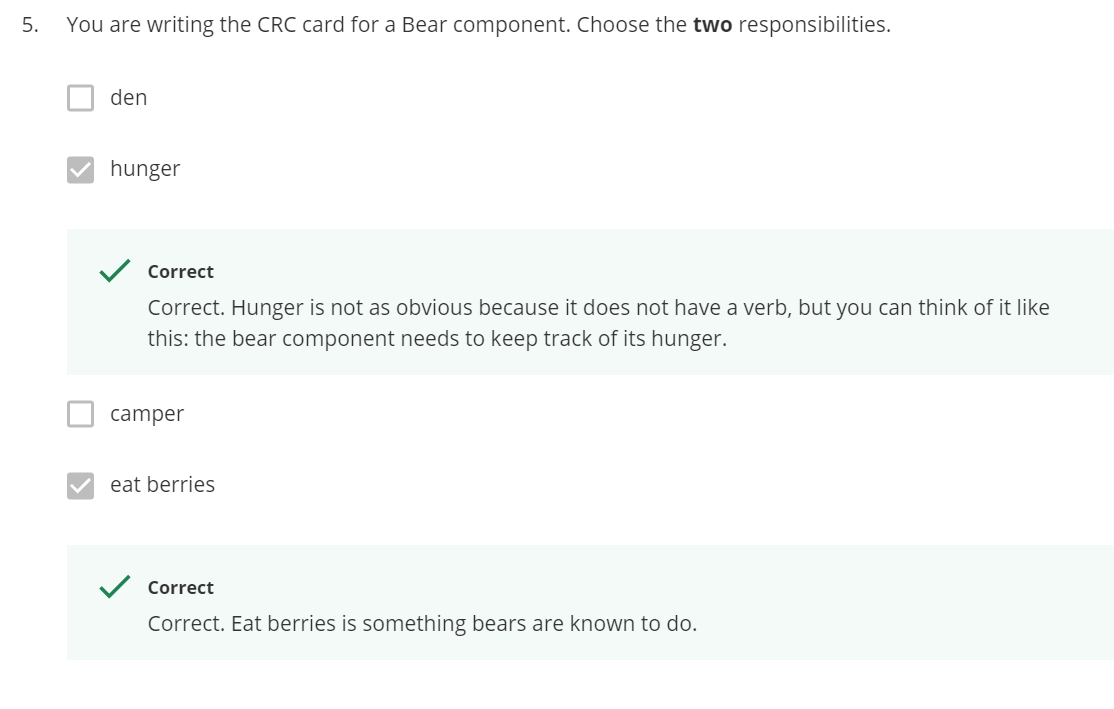 5. You are writing the CRC card for a Bear component. Choose the two responsibilities.
den
hunger
Correct
Correct. Hunger is not as obvious because it does not have a verb, but you can think of it like
this: the bear component needs to keep track of its hunger.
camper
eat berries
Correct
Correct. Eat berries is something bears are known to do.